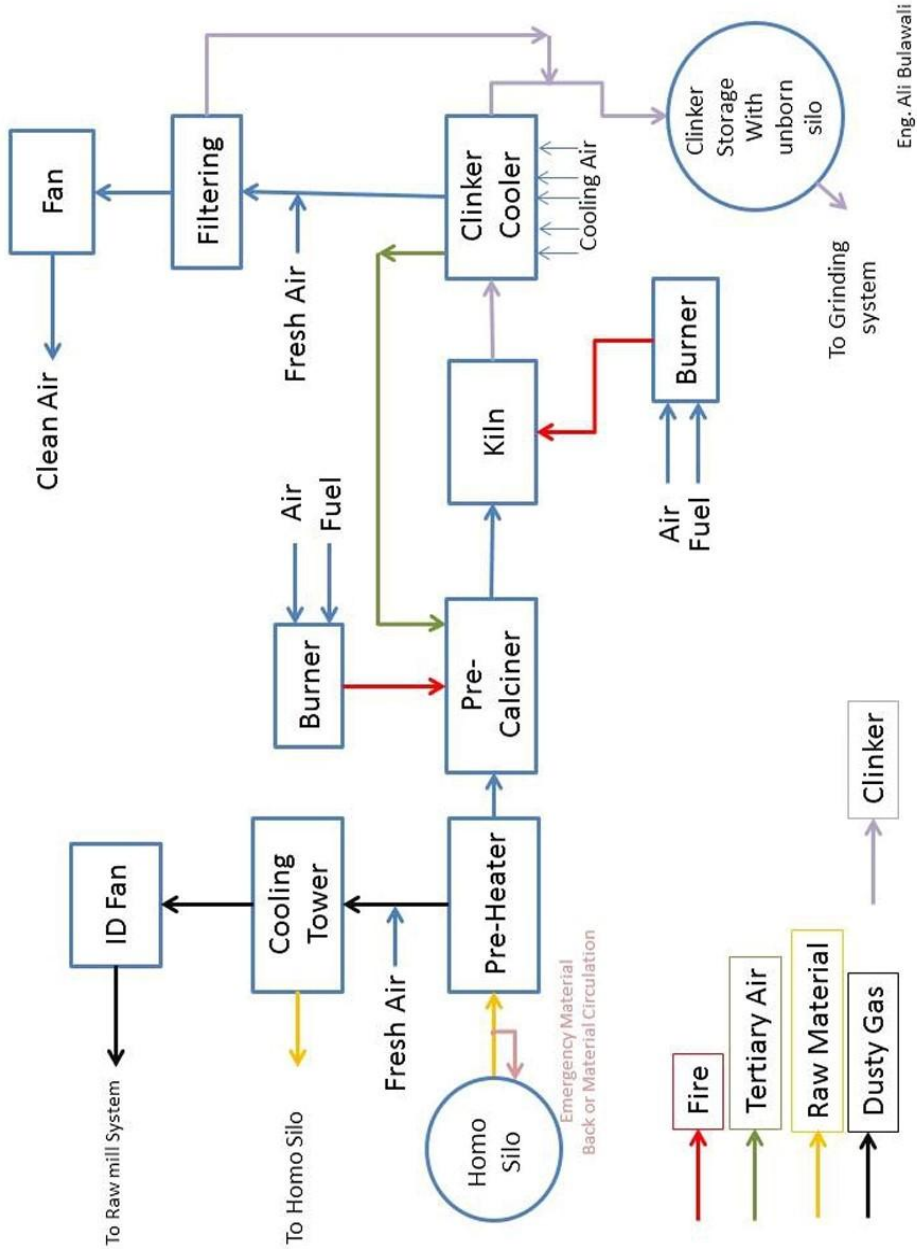 To Raw mill System
ID Fan
Clean Air
Fan
To Homo Silo
Cooling
Tower
Burner
Air
Fuel
Filtering
Fresh Air
Fresh Air
Homo
Silo
Pre-Heater
Pre-
Calciner
Kiln
Clinker
Cooler
Cooling Air
Emergency Material
Back or Material Circulation
Air
Fuel
Burner
Clinker
Storage
With
unborn
silo
To Grinding
system
Fire
Tertiary Air
Raw Material
Dusty Gas
Clinker
Eng. Ali Bulawali